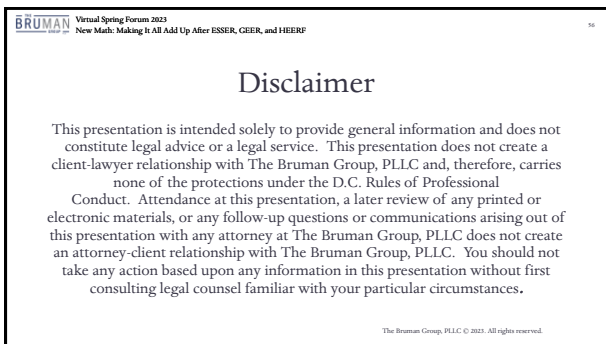 THE
BRUMAN
GROUP PLLC
Virtual Spring Forum 2023
New Math: Making It All Add Up After ESSER, GEER, and HEERF
56
Disclaimer
This presentation is intended solely to provide general information and does not
constitute legal advice or a legal service.  This presentation does not create a
client-lawyer relationship with The Bruman Group, PLLC and, therefore, carries
none of the protections under the D.C. Rules of Professional
Conduct.  Attendance at this presentation, a later review of any printed or
electronic materials, or any follow-up questions or communications arising out of
this presentation with any attorney at The Bruman Group, PLLC does not create
an attorney-client relationship with The Bruman Group, PLLC.  You should not
take any action based upon any information in this presentation without first
consulting legal counsel familiar with your particular circumstances.
The Bruman Group, PLLC © 2023. All rights reserved.